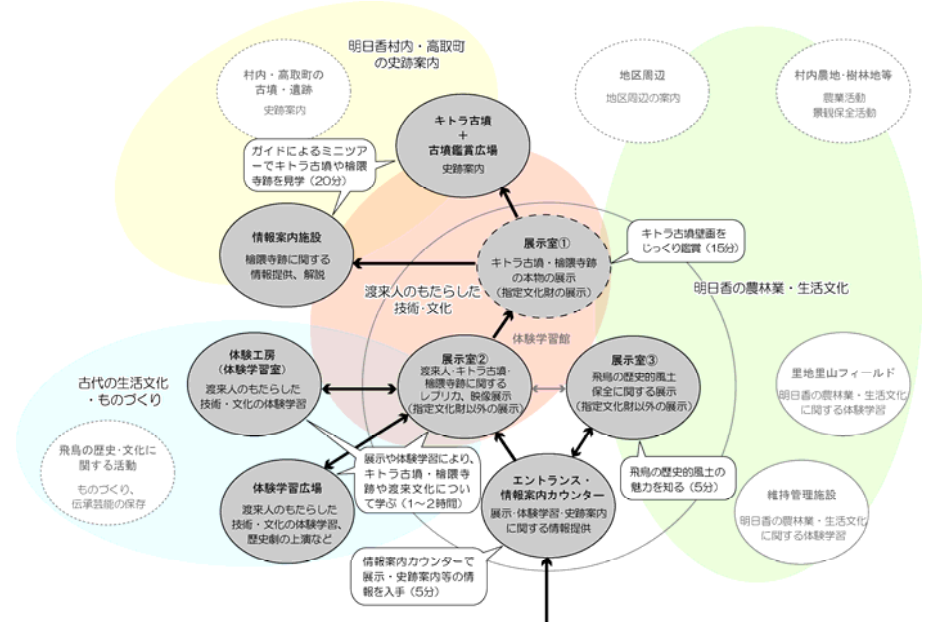 明日香村内・高取町
の史跡案内
村内・高取町の
古墳・遺跡
史跡案内
地区周辺
地区周辺の案内
村内農地・樹林地等
農業活動
景観保全活動
キトラ古墳
+
古墳鑑賞広場
史跡案内
ガイドによるミニツア
ーでキトラ古墳や檜隈
寺跡を見学（20分）
情報案内施設
檜隈寺跡に関する
情報提供、解説
展示室①
キトラ古墳・檜隈寺跡
の本物の展示
（指定文化財の展示）
キトラ古墳壁画を
じっくり鑑賞（15分）
渡来人のもたらした
技術・文化
明日香の農林業・生活文化
体験学習館
体験工房
（体験学習室）
渡来人のもたらした
技術・文化の体験学習
展示室②
渡来人・キトラ古墳・
檜隈寺跡に関する
レプリカ、映像展示
（指定文化財以外の展示）
展示室③
飛鳥の歴史的風土
保全に関する展示
（指定文化財以外の展示）
里地里山フィールド
明日香の農林業・生活文化
に関する体験学習
古代の生活文化
・ものづくり
飛鳥の歴史・文化に
関する活動
ものづくり、
伝承芸能の保存
体験学習広場
渡来人のもたらした
技術・文化の体験学習、
歴史劇の上演など
展示や体験学習により、
キトラ古墳・檜隈寺
跡や渡来文化につい
て学ぶ（1～2時間）
エントランス・
情報案内カウンター
展示・体験学習・史跡案内
に関する情報提供
飛鳥の歴史的風土の
魅力を知る（5分）
維持管理施設
明日香の農林業・生活文化
に関する体験学習
情報案内カウンターで
展示・史跡案内等の情
報を入手（5分）